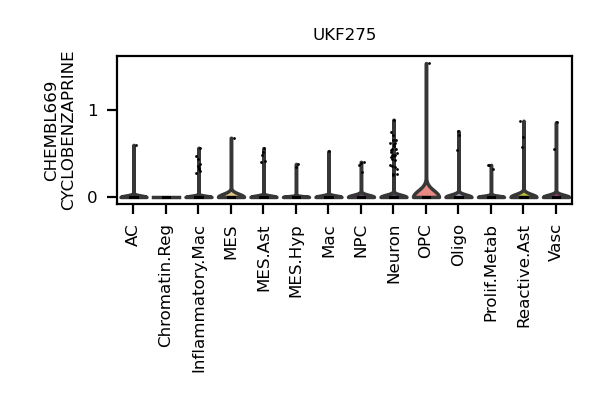 UKF275
CHEMBL669
CYCLOBENZAPRINE
1
0
AC
Chromatin.Reg
Inflammatory.Mac
MES
MES.Ast
MES.Hyp
Mac
NPC
Neuron
OPC
Oligo
Prolif.Metab
Reactive.Ast
Vasc